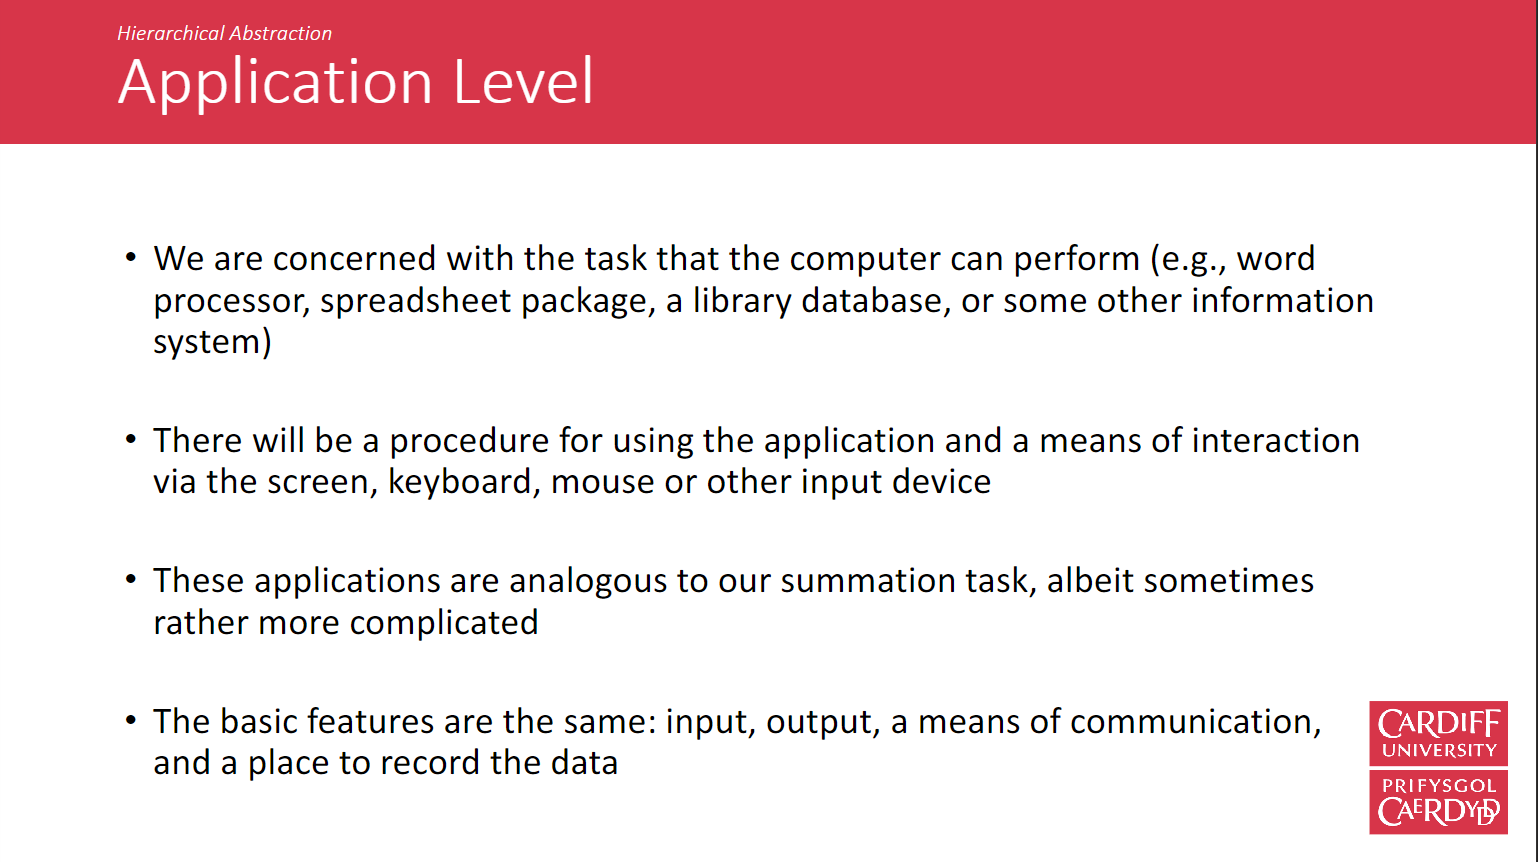 Hierarchical Abstraction
Application Level
• We are concerned with the task that the computer can perform (e.g., word
processor, spreadsheet package, a library database, or some other information
system)
• There will be a procedure for using the application and a means of interaction
via the screen, keyboard, mouse or other input device
• These applications are analogous to our summation task, albeit sometimes
rather more complicated
• The basic features are the same: input, output, a means of communication,
and a place to record the data
CARDIFF
UNIVERSITY
PRIFYSGOL
CAERDYDD